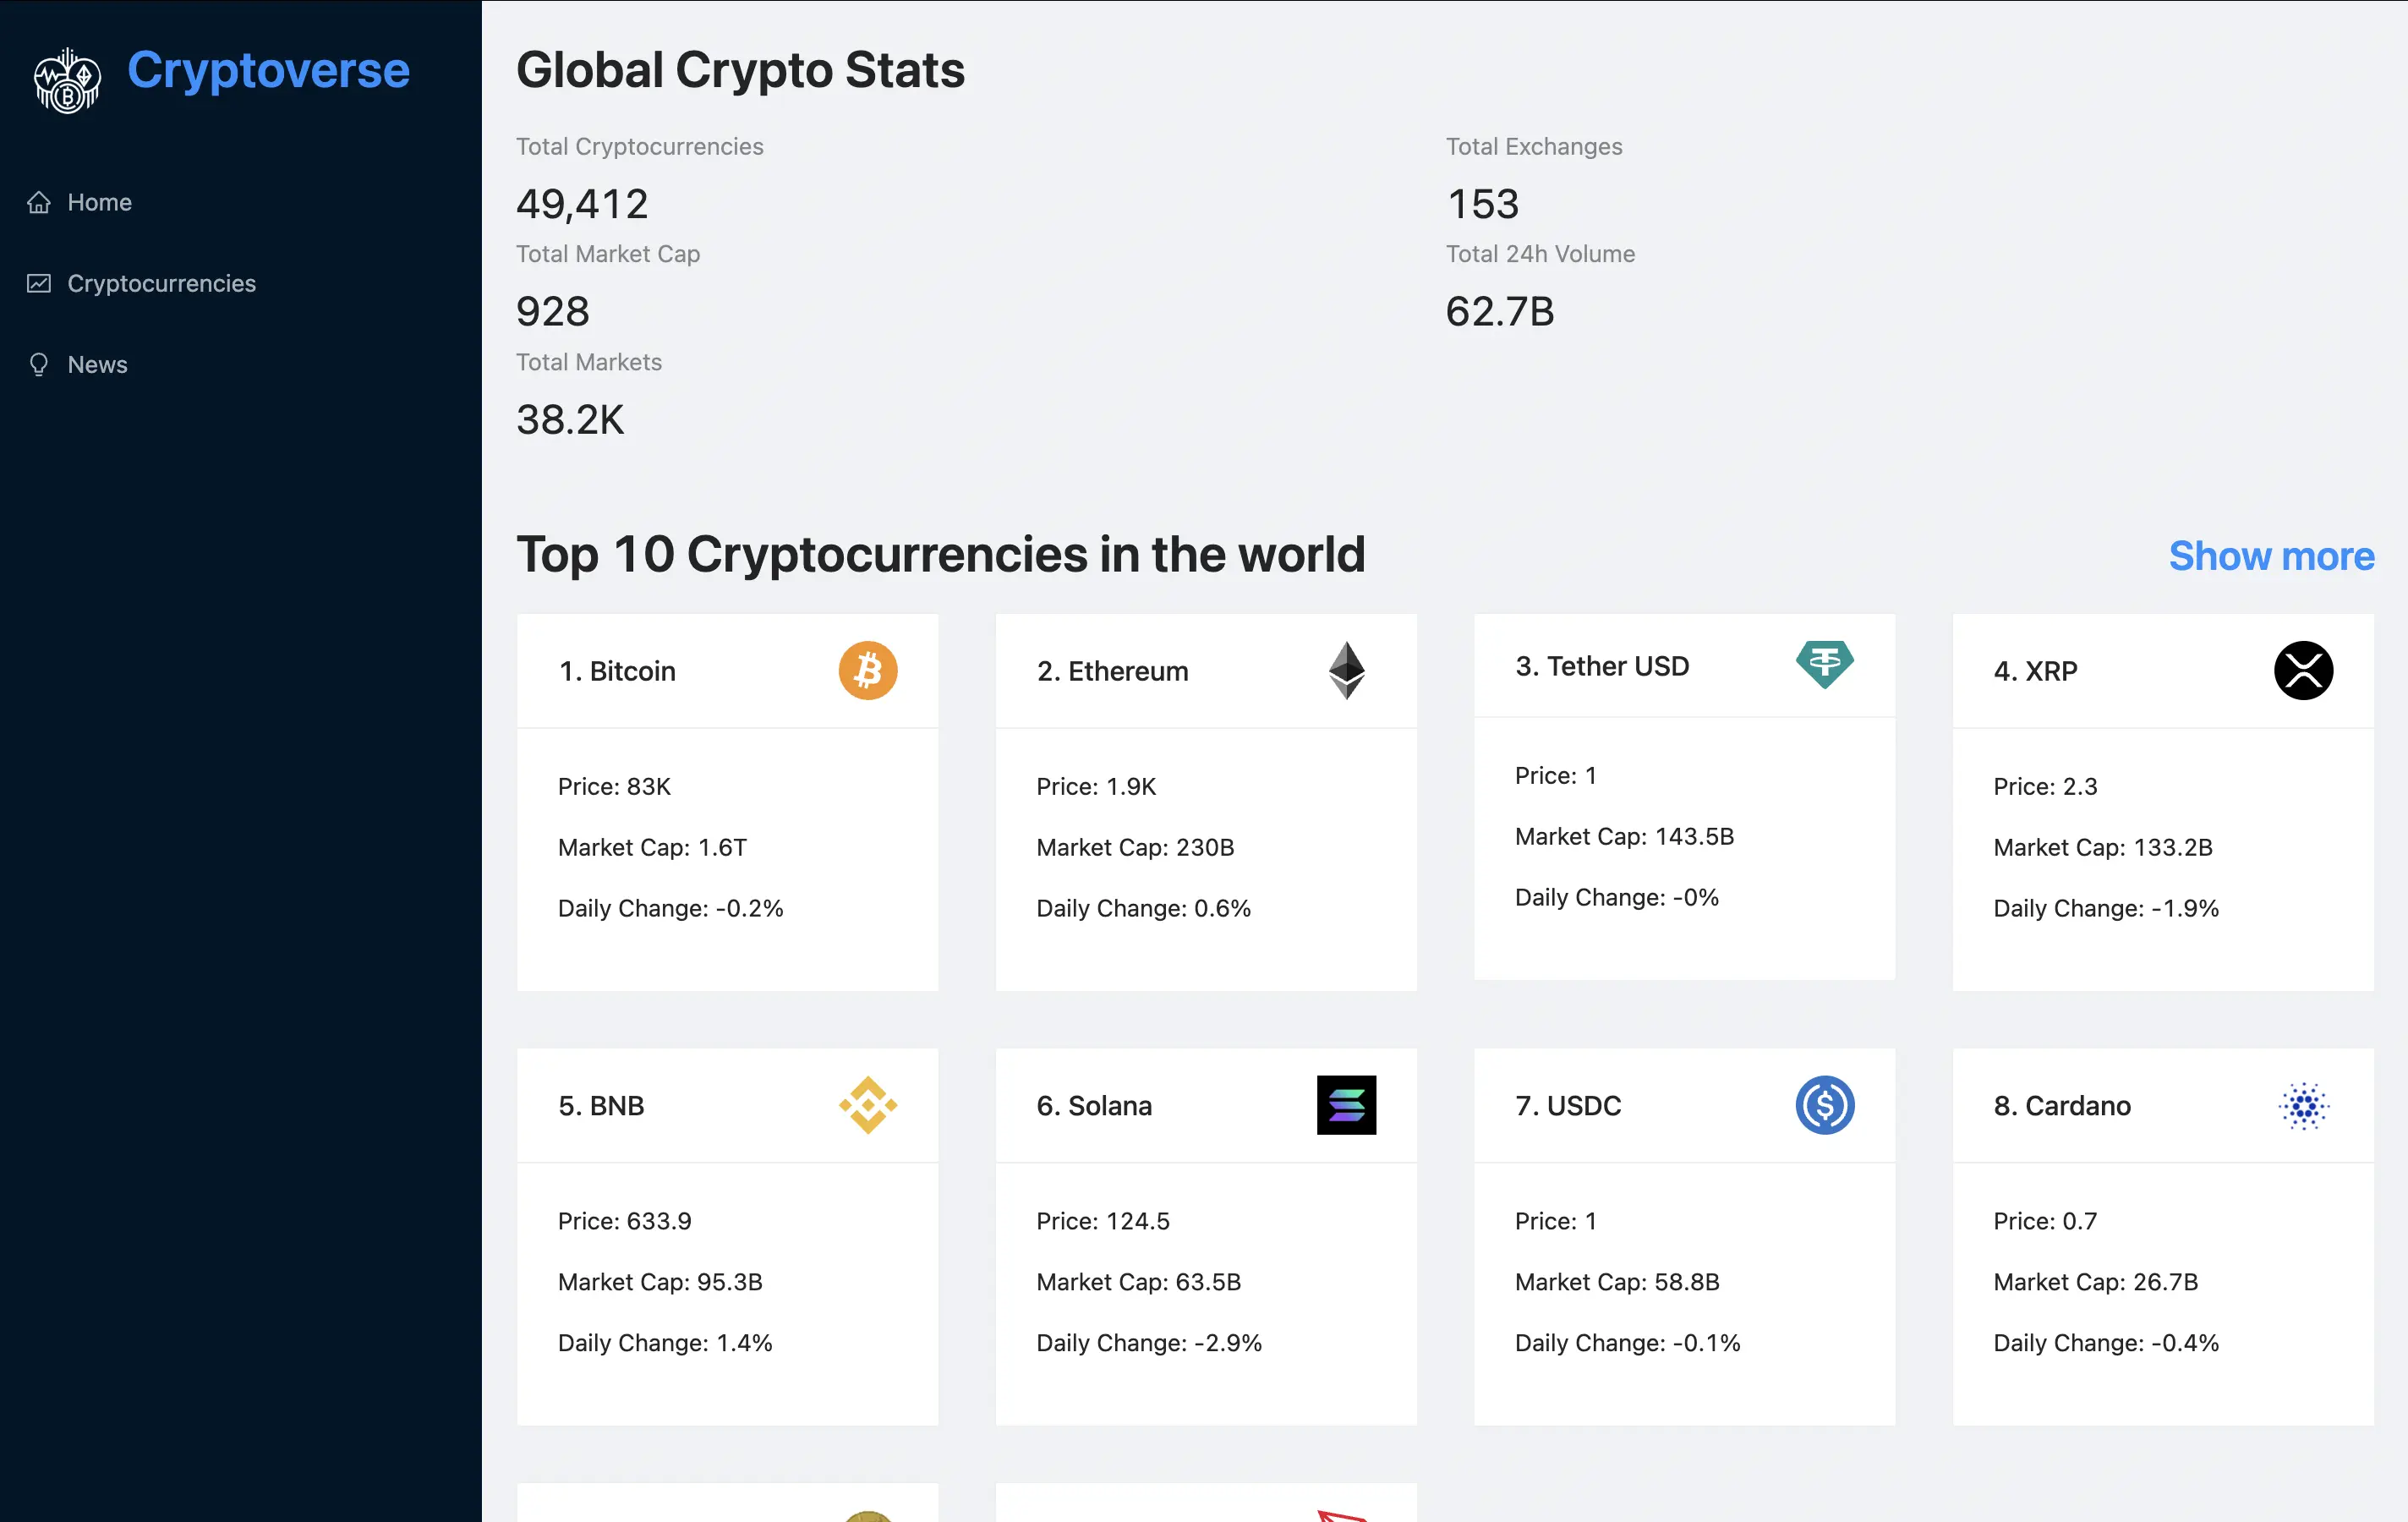 Cryptoverse
Home
Cryptocurrencies
News
Global Crypto Stats
Total Cryptocurrencies
49,412
Total Exchanges
153
Total Market Cap
928
Total 24h Volume
62.7B
Total Markets
38.2K
Top 10 Cryptocurrencies in the world
Show more
1. Bitcoin
Price: 83K
Market Cap: 1.6T
Daily Change: -0.2%
2. Ethereum
Price: 1.9K
Market Cap: 230B
Daily Change: 0.6%
3. Tether USD
Price: 1
Market Cap: 143.5B
Daily Change: -0%
4. XRP
Price: 2.3
Market Cap: 133.2B
Daily Change: -1.9%
5. BNB
Price: 633.9
Market Cap: 95.3B
Daily Change: 1.4%
6. Solana
Price: 124.5
Market Cap: 63.5B
Daily Change: -2.9%
7. USDC
Price: 1
Market Cap: 58.8B
Daily Change: -0.1%
8. Cardano
Price: 0.7
Market Cap: 26.7B
Daily Change: -0.4%